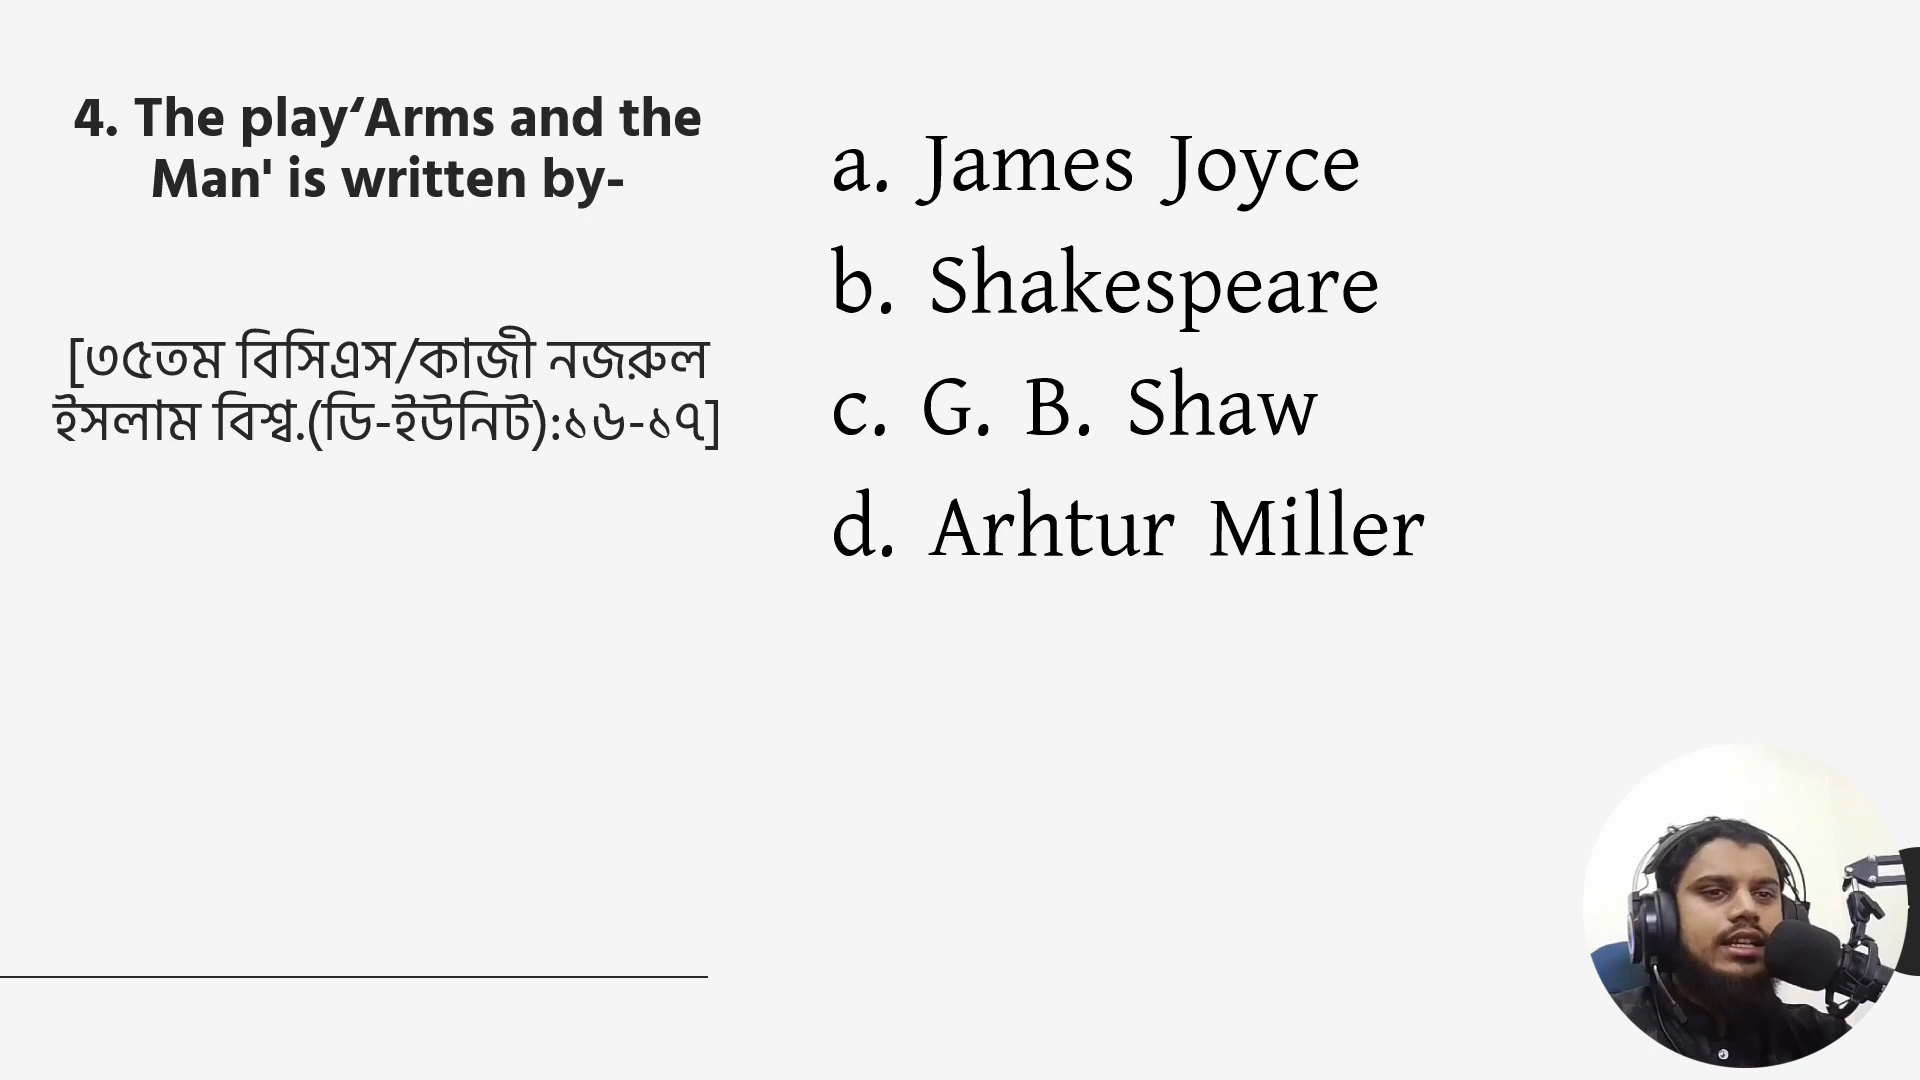 4. The play‘Arms and the
Man' is written by-
[৩৫তম বিসিএস/কাজী নজরুল
ইসলাম বিশ্ব.(ডি-ইউনিট):১৬-১৭]
a. James Joyce
b. Shakespeare
c. G. B. Shaw
d. Arhtur Miller